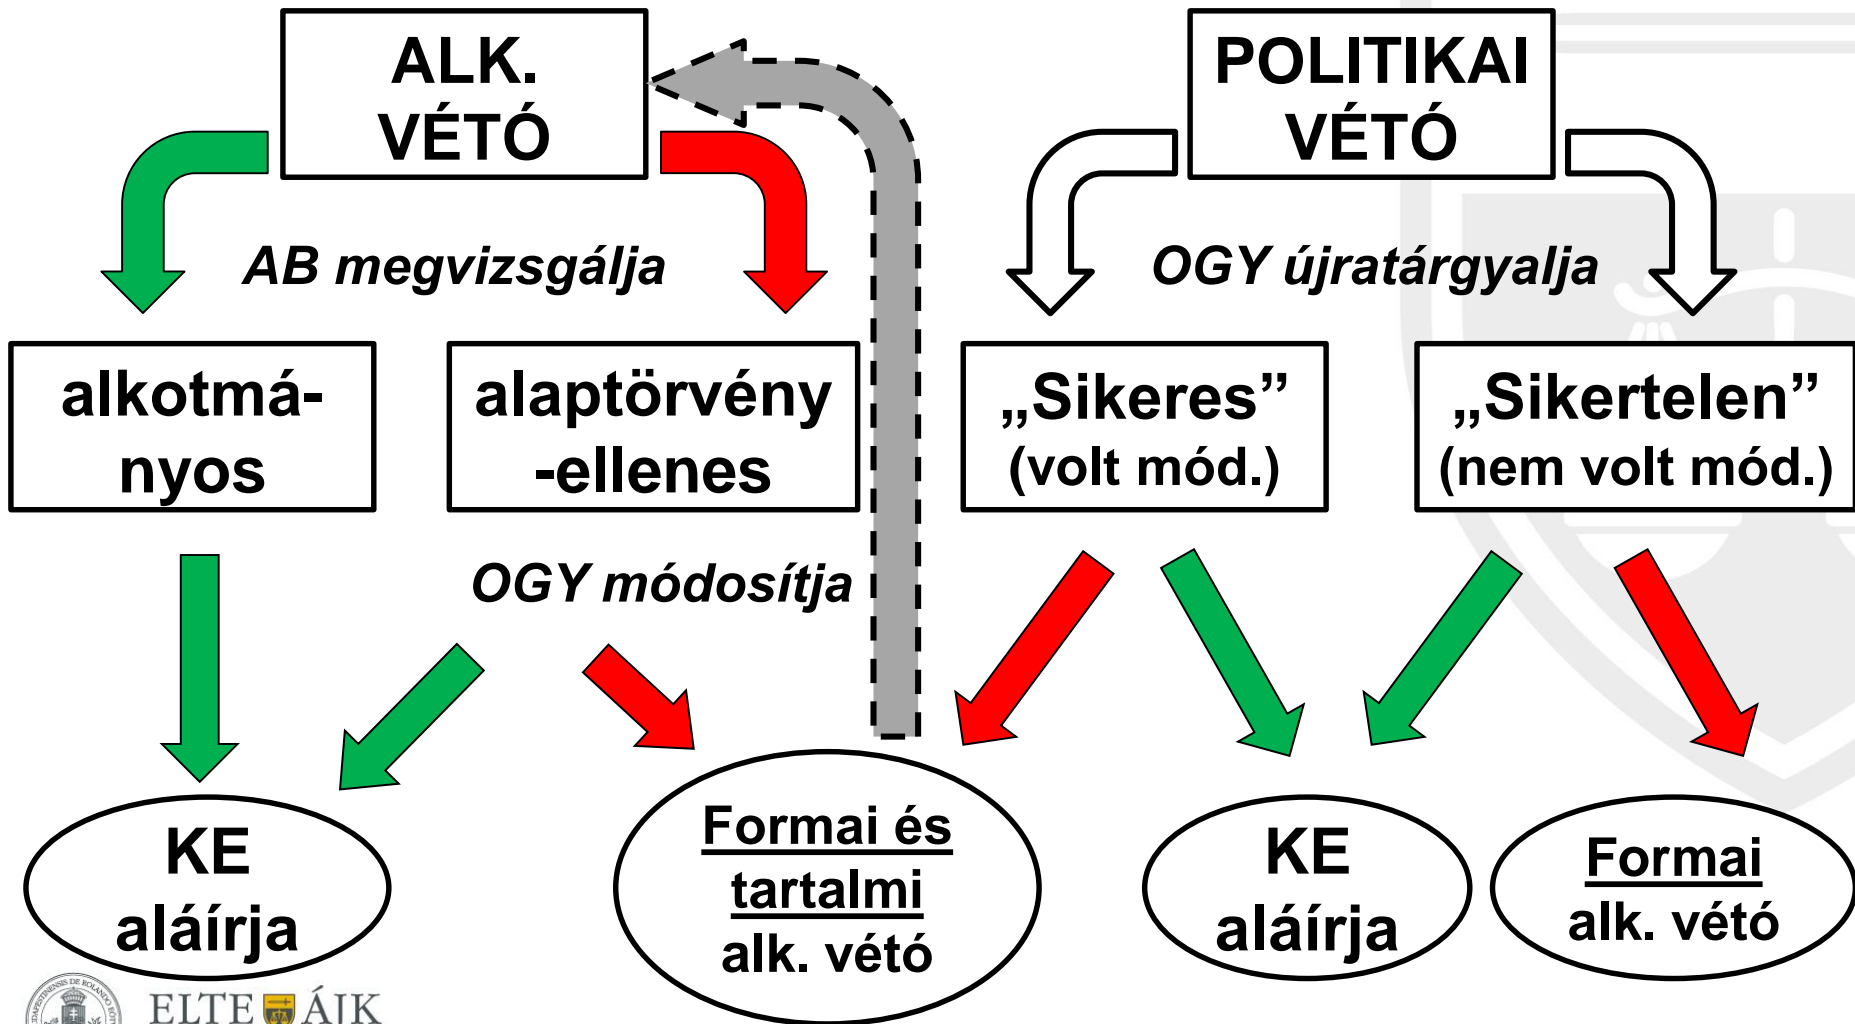 ALK.
VÉTÓ
POLITIKAI
VÉTÓ
AB megvizsgálja
OGY újratárgyalja
alkotmá-
nyos
alaptörvény
-ellenes
„Sikeres”
(volt mód.)
„Sikertelen”
(nem volt mód.)
OGY módosítja
KE
aláírja
Formai és
tartalmi
alk. vétó
KE
aláírja
Formai
alk. vétó
ELTE ÁJK